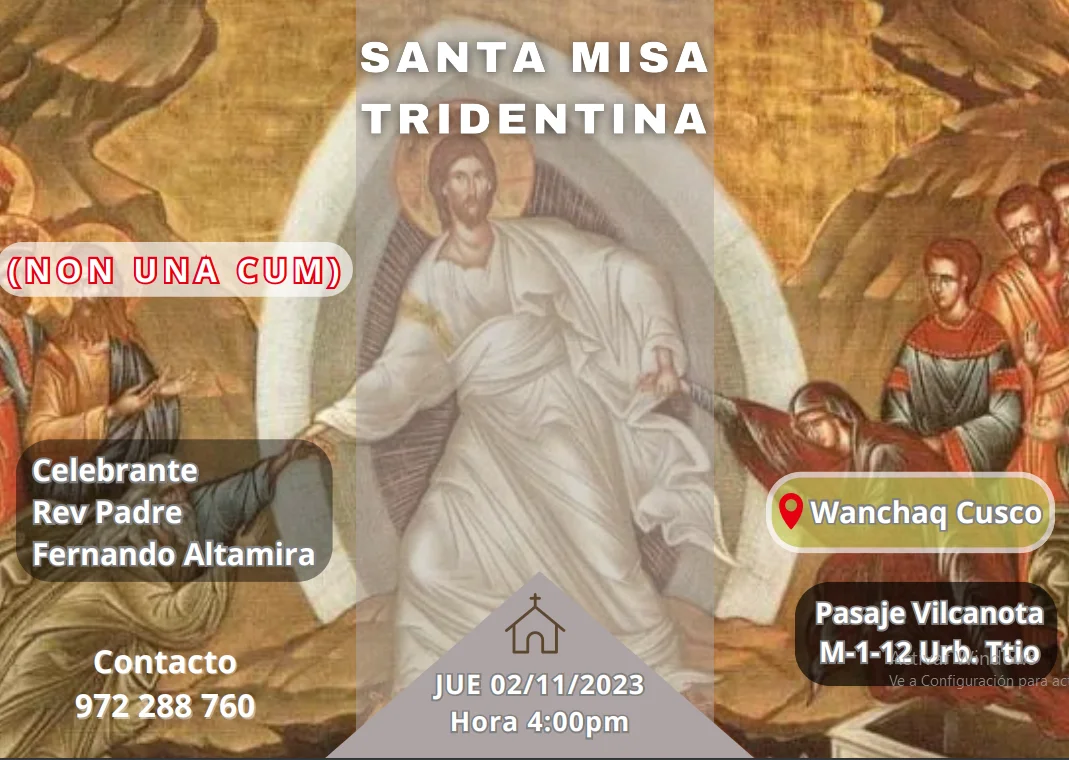 SANTA MISA
TRIDENTINA
(NON UNA CUM)
Celebrante
Rev Padre
Fernando Altamira
Wanchaq Cusco
Pasaje Vilcanota
M-1-12 Urb. Ttio
Ve a Configuración para
Contacto
972 288 760
JUE 02/11/2023
Hora 4:00pm